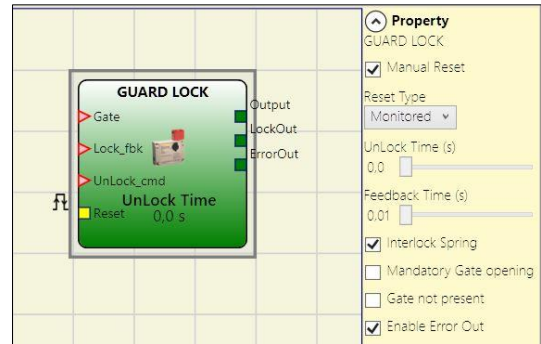 GUARD LOCK
Gate
Lock_fbk
UnLock_cmd
Reset
UnLock Time
0,0 s
Output
LockOut
ErrorOut
Property
GUARD LOCK
Manual Reset
Reset Type
Monitored
UnLock Time (s)
0,0
Feedback Time (s)
0,01
Interlock Spring
Mandatory Gate opening
Gate not present
Enable Error Out